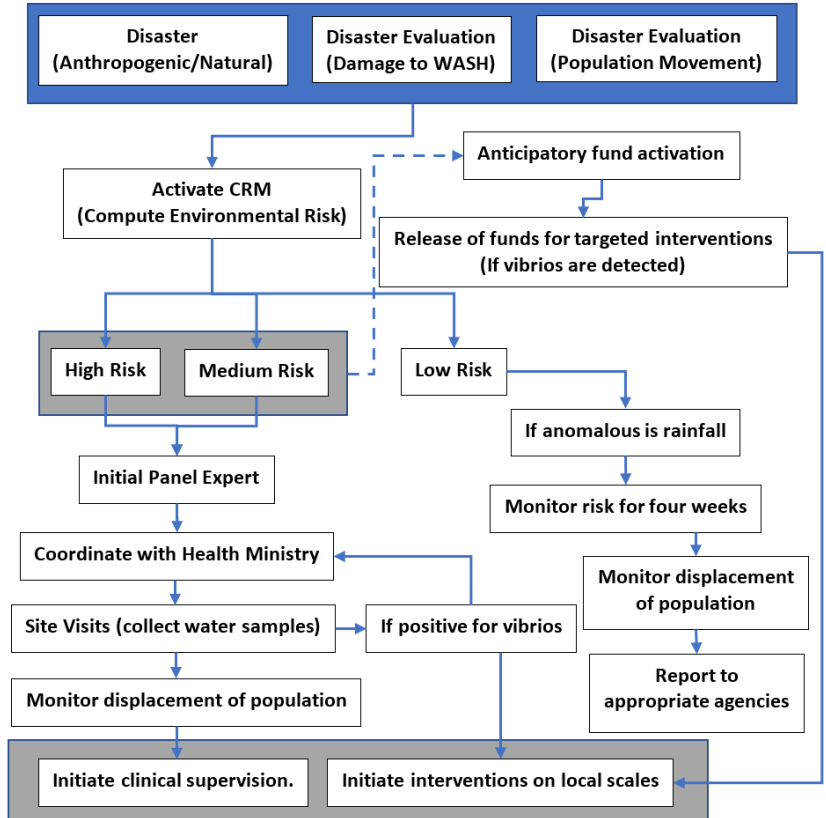 Disaster
(Anthropogenic/Natural)
Disaster Evaluation
(Damage to WASH)
Disaster Evaluation
(Population Movement)
Anticipatory fund activation
Activate CRM
(Compute Environmental Risk)
Release of funds for targeted interventions
(If vibrios are detected)
High Risk
Medium Risk
Low Risk
If anomalous is rainfall
Initial Panel Expert
Monitor risk for four weeks
Coordinate with Health Ministry
Monitor displacement
of population
Site Visits (collect water samples)
If positive for vibrios
Report to
appropriate agencies
Monitor displacement of population
Initiate clinical supervision.
Initiate interventions on local scales